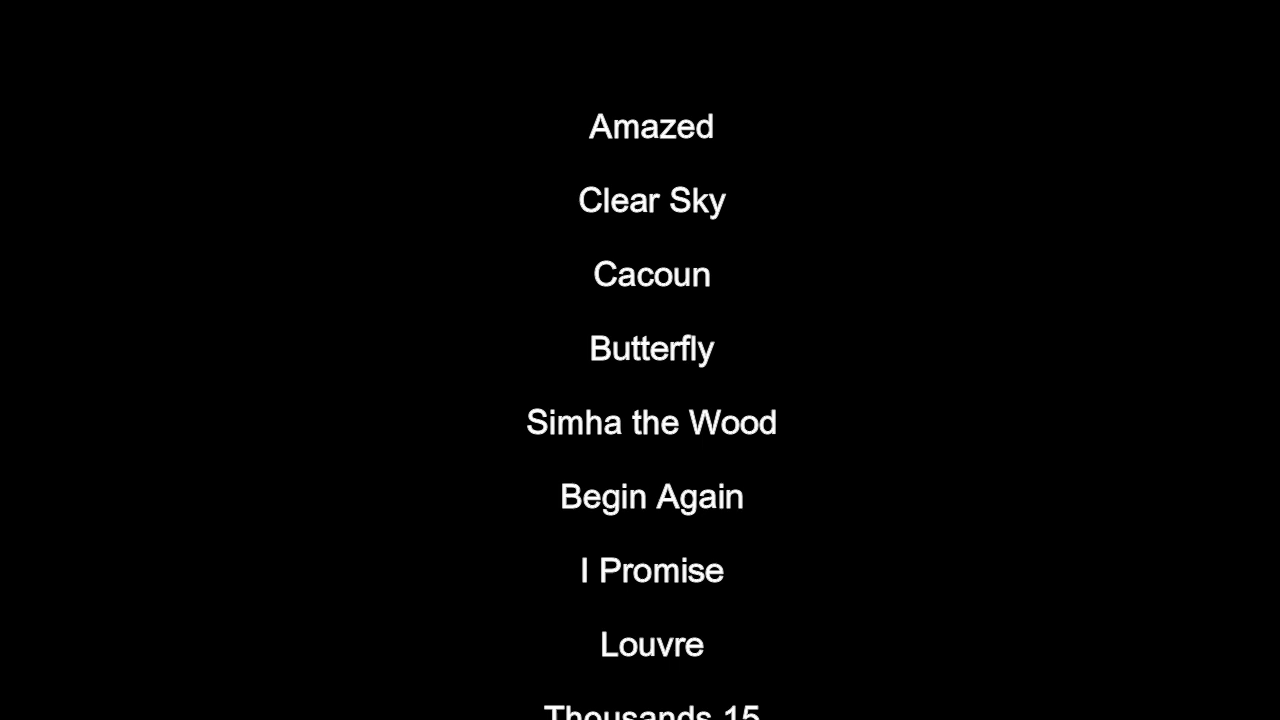 Amazed
Clear Sky
Cacoun
Butterfly
Simha the Wood
Begin Again
I Promise
Louvre
Thousands 15